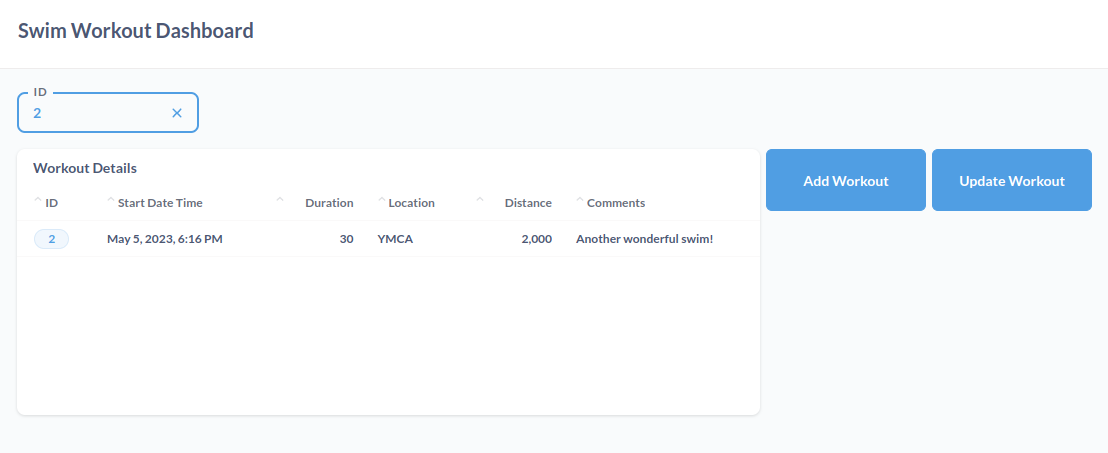 Swim Workout Dashboard
ID
2
Workout Details
Add Workout Update Workout
ID Start Date Time Duration Location Distance Comments
2 May 5, 2023, 6:16 PM 30 YMCA 2,000 Another wonderful swim!